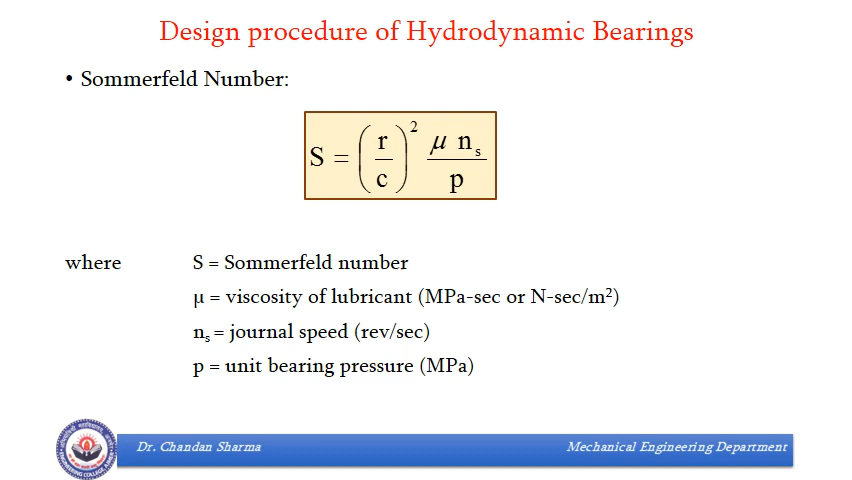 Design procedure of Hydrodynamic Bearings
• Sommerfeld Number:
S = (r/c)² μ nₛ/p
where S = Sommerfeld number
μ = viscosity of lubricant (MPa-sec or N-sec/m²)
nₛ = journal speed (rev/sec)
p = unit bearing pressure (MPa)
Dr. Chandan Sharma Mechanical Engineering Department